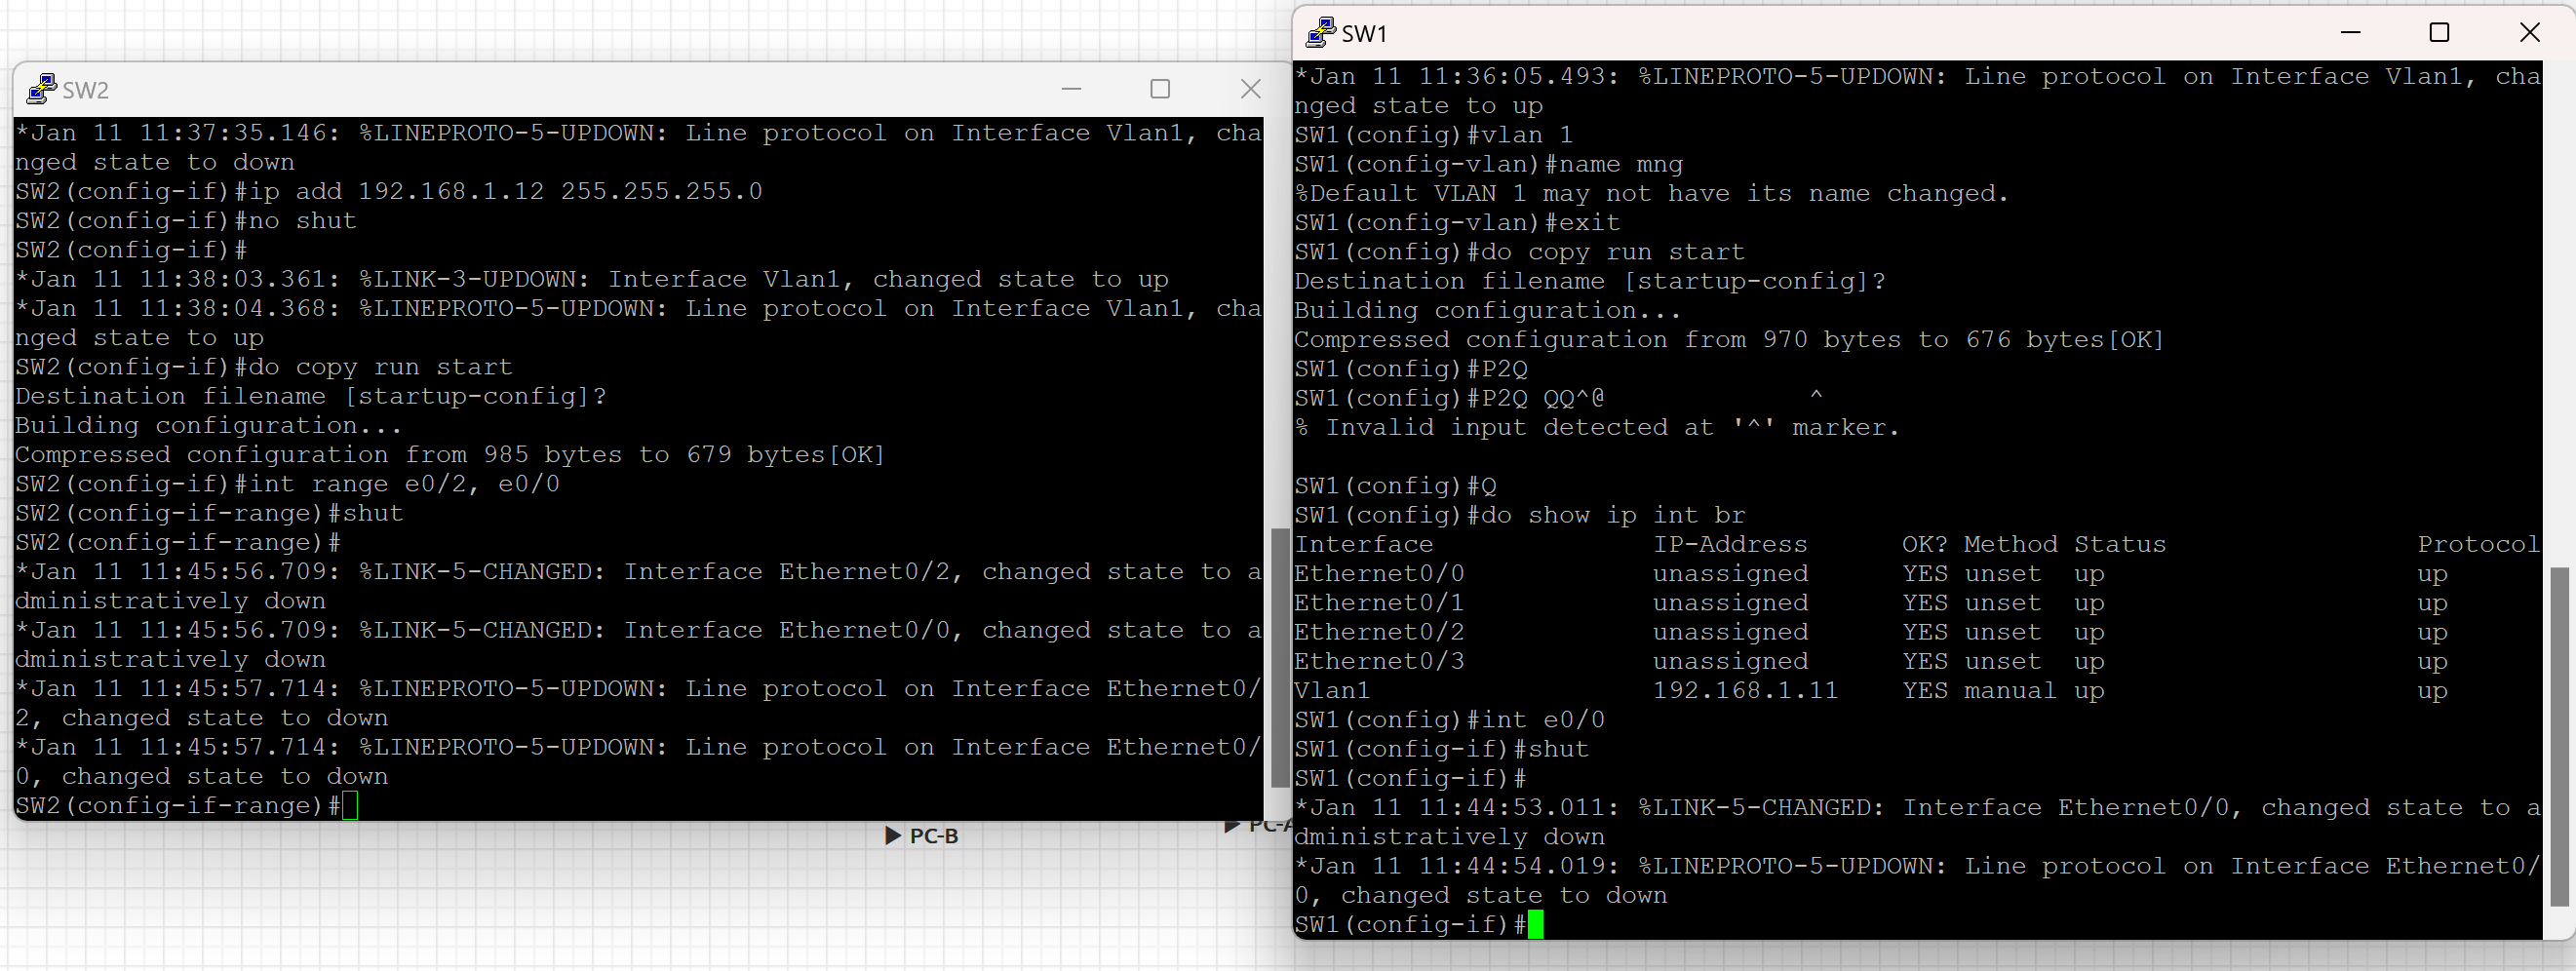 SW2
*Jan 11 11:37:35.146: %LINEPROTO-5-UPDOWN: Line protocol on Interface Vlan1, cha
nged state to down
SW2(config-if)#ip add 192.168.1.12 255.255.255.0
SW2(config-if)#no shut
SW2(config-if)#
*Jan 11 11:38:03.361: %LINK-3-UPDOWN: Interface Vlan1, changed state to up
*Jan 11 11:38:04.368: %LINEPROTO-5-UPDOWN: Line protocol on Interface Vlan1, cha
nged state to up
SW2(config-if)#do copy run start
Destination filename [startup-config]?
Building configuration...
Compressed configuration from 985 bytes to 679 bytes[OK]
SW2(config-if)#int range e0/2, e0/0
SW2(config-if-range)#shut
SW2(config-if-range)#
*Jan 11 11:45:56.709: %LINK-5-CHANGED: Interface Ethernet0/2, changed state to a
dministratively down
*Jan 11 11:45:56.709: %LINK-5-CHANGED: Interface Ethernet0/0, changed state to a
dministratively down
*Jan 11 11:45:57.714: %LINEPROTO-5-UPDOWN: Line protocol on Interface Ethernet0/
2, changed state to down
*Jan 11 11:45:57.714: %LINEPROTO-5-UPDOWN: Line protocol on Interface Ethernet0/
0, changed state to down
SW2(config-if-range)#
PC-B
PC-A
SW1
*Jan 11 11:36:05.493: %LINEPROTO-5-UPDOWN: Line protocol on Interface Vlan1, cha
nged state to up
SW1(config)#vlan 1
SW1(config-vlan)#name mng
%Default VLAN 1 may not have its name changed.
SW1(config-vlan)#exit
SW1(config)#do copy run start
Destination filename [startup-config]?
Building configuration...
Compressed configuration from 970 bytes to 676 bytes[OK]
SW1(config)#P2Q
SW1(config)#P2Q QQ^@             ^
% Invalid input detected at '^' marker.
SW1(config)#Q
SW1(config)#do show ip int br
Interface              IP-Address      OK? Method Status                Protocol
Ethernet0/0            unassigned      YES unset  up                    up
Ethernet0/1            unassigned      YES unset  up                    up
Ethernet0/2            unassigned      YES unset  up                    up
Ethernet0/3            unassigned      YES unset  up                    up
Vlan1                  192.168.1.11    YES manual up                    up
SW1(config)#int e0/0
SW1(config-if)#shut
SW1(config-if)#
*Jan 11 11:44:53.011: %LINK-5-CHANGED: Interface Ethernet0/0, changed state to a
dministratively down
*Jan 11 11:44:54.019: %LINEPROTO-5-UPDOWN: Line protocol on Interface Ethernet0/
0, changed state to down
SW1(config-if)#